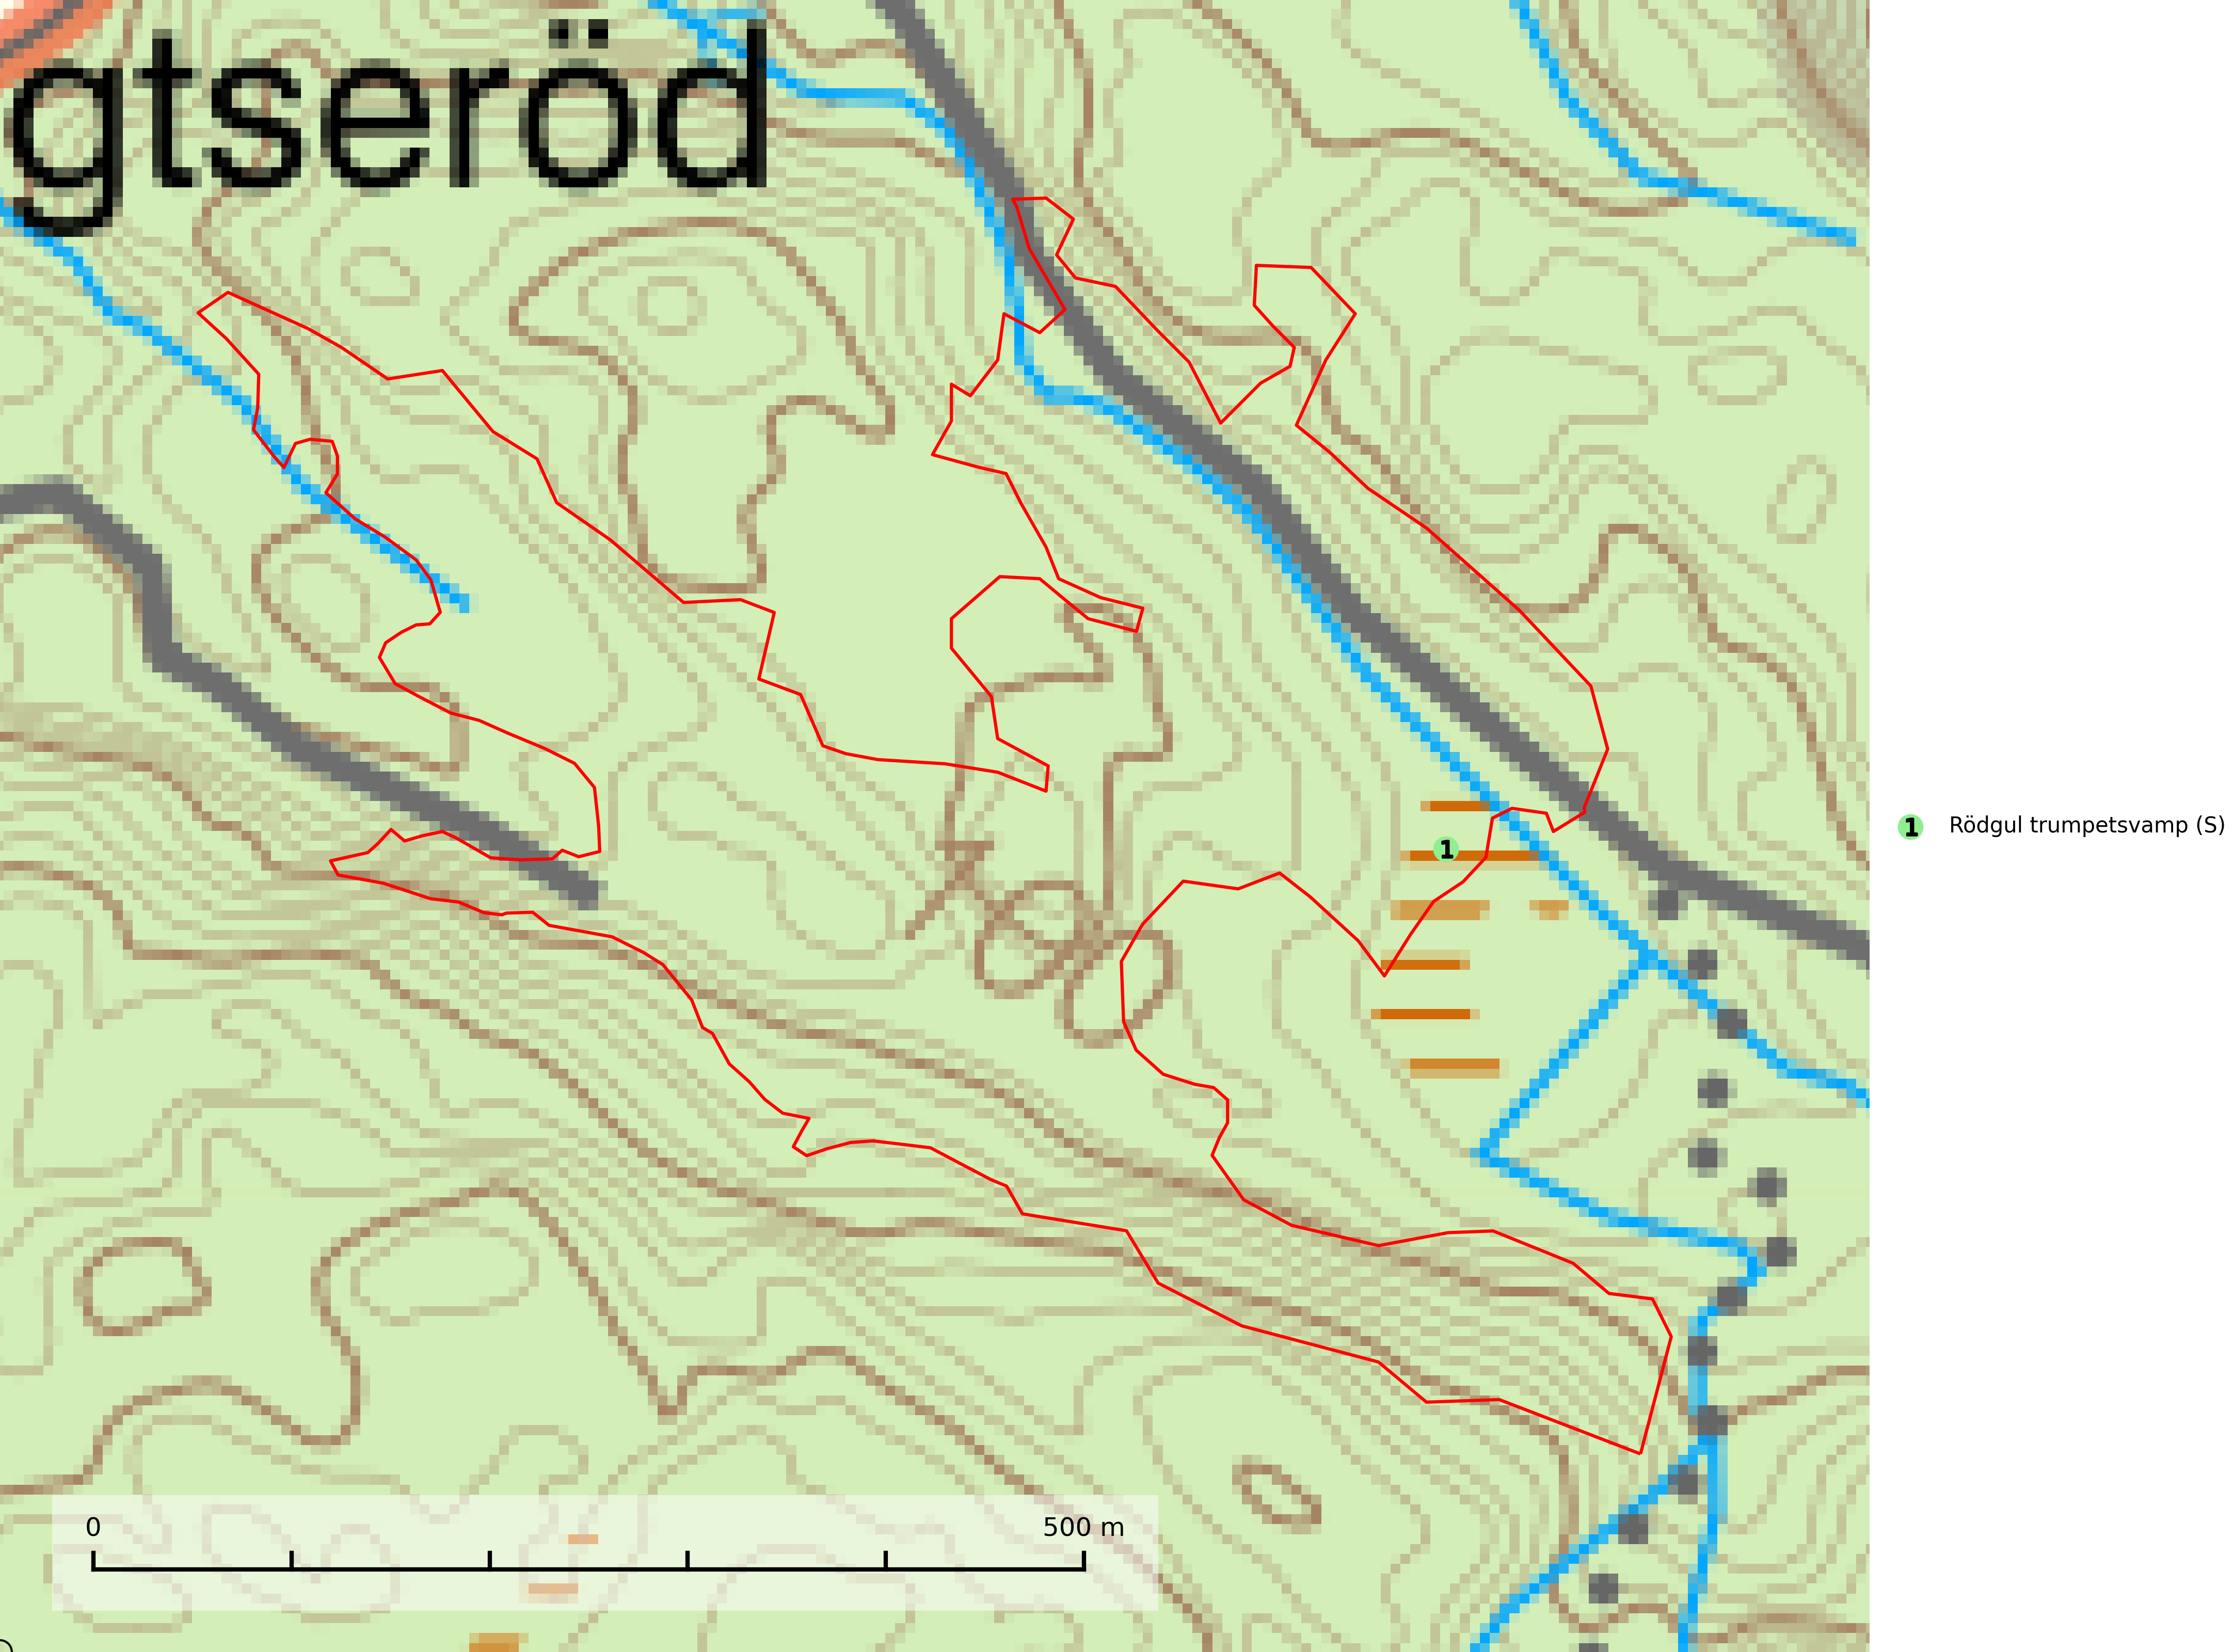 gtseröd
1
1 Rödgul trumpetsvamp (S)
0 500 m